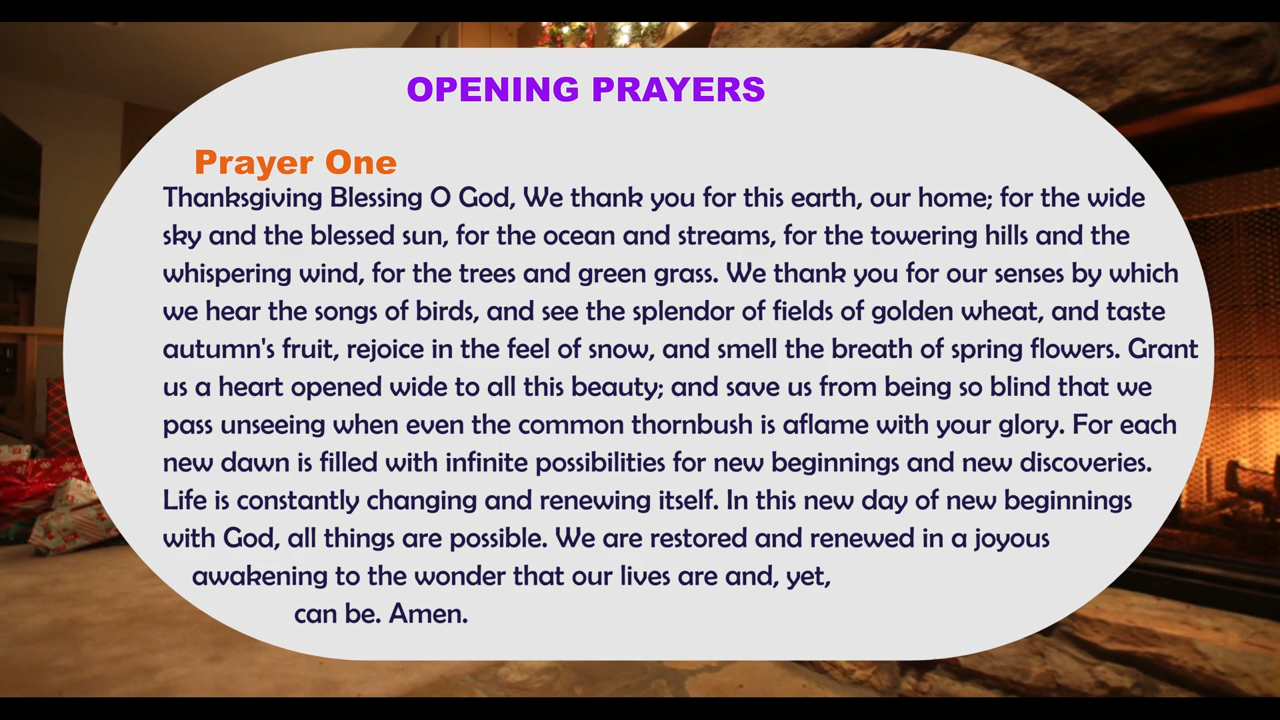 OPENING PRAYERS
Prayer One
Thanksgiving Blessing O God, We thank you for this earth, our home; for the wide
sky and the blessed sun, for the ocean and streams, for the towering hills and the
whispering wind, for the trees and green grass. We thank you for our senses by which
we hear the songs of birds, and see the splendor of fields of golden wheat, and taste
autumn's fruit, rejoice in the feel of snow, and smell the breath of spring flowers. Grant
us a heart opened wide to all this beauty; and save us from being so blind that we
pass unseeing when even the common thornbush is aflame with your glory. For each
new dawn is filled with infinite possibilities for new beginnings and new discoveries.
Life is constantly changing and renewing itself. In this new day of new beginnings
with God, all things are possible. We are restored and renewed in a joyous
awakening to the wonder that our lives are and, yet,
can be. Amen.